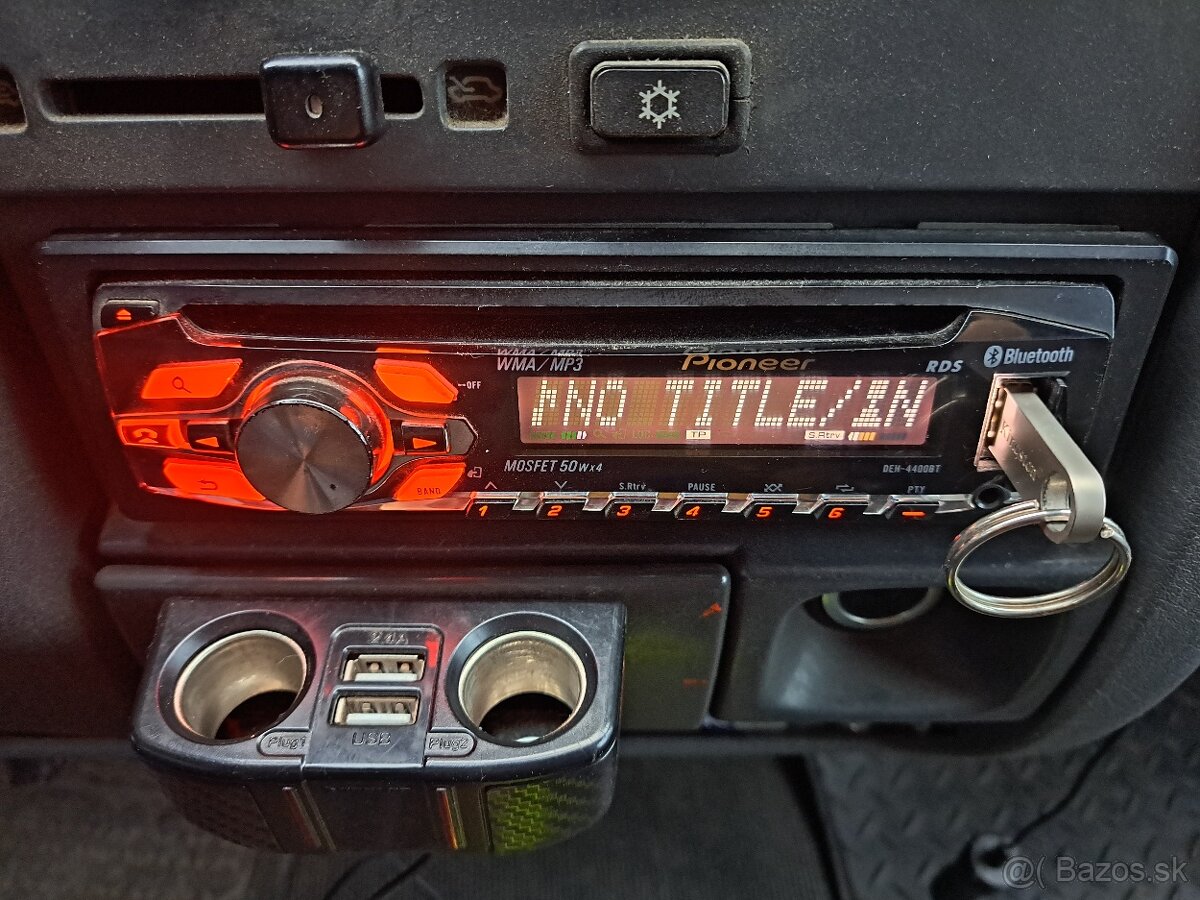 WMA/MP3
Pioneer
RDS
Bluetooth
OFF
NO TITLE/IN
TP
S.Rtrv
MOSFET 50Wx4
DEH-4400BT
S.Rtrv
PAUSE
PTY
BAND
1 2 3 4 5 6
USB
Plug1
Plug2
@( Bazos.sk